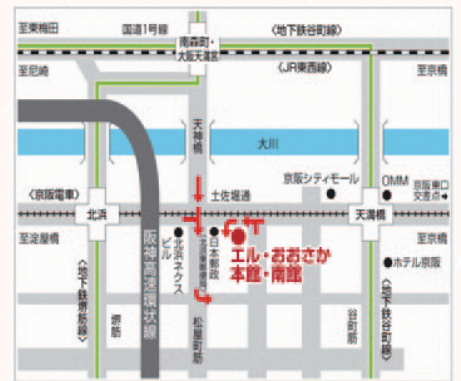 至東梅田
国道1号線
〈地下鉄谷町線〉
南森町・
大阪天満宮
至尼崎
〈JR東西線〉
至京橋
天神橋
大川
京阪シティモール
OMM
京阪東口
交差点
〈京阪電車〉
北浜
土佐堀通
天満橋
至淀屋橋
阪神高速環状線
北浜ネクス
ビル
北浜東郵便局
日本郵政
エル・おおさか
本館・南館
至京橋
ホテル京阪
〈地下鉄堺筋線〉
堺筋
松屋町筋
谷町筋
〈地下鉄谷町線〉